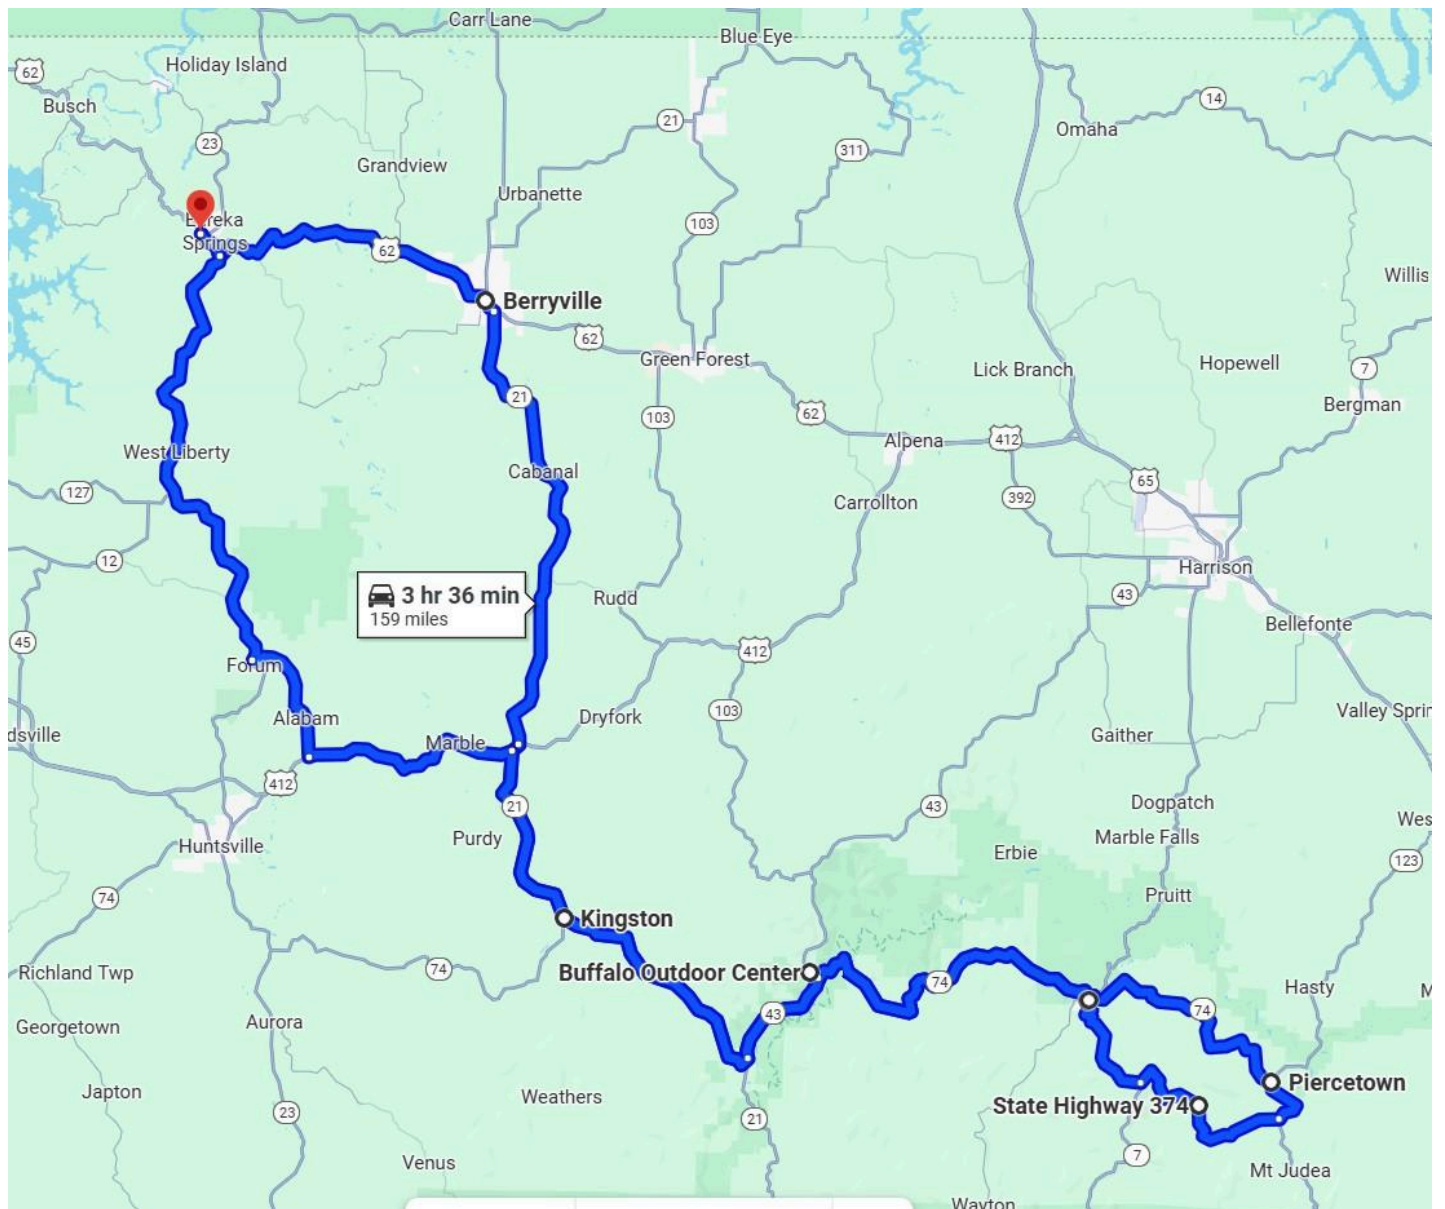 Carr Lane
Blue Eye
62
Holiday Island
Busch
14
21
Omaha
23
Grandview
311
Urbanette
Eureka
Springs
103
62
Willis
Berryville
62
Green Forest
Lick Branch
Hopewell
7
21
103
62
Bergman
412
Alpena
West Liberty
Cabanal
65
127
Carrollton
392
12
Harrison
3 hr 36 min
159 miles
Rudd
43
45
Bellefonte
412
Forum
Alabam
Dryfork
103
Valley Sprin
dsville
Marble
Gaither
412
21
43
Dogpatch
Purdy
Marble Falls
Wes
Huntsville
Erbie
123
74
Pruitt
Kingston
Richland Twp
74
Buffalo Outdoor Center
74
Hasty
M
Georgetown
Aurora
43
74
Japton
Weathers
Piercetown
State Highway 374
23
21
Venus
7
Mt Judea
Wayton